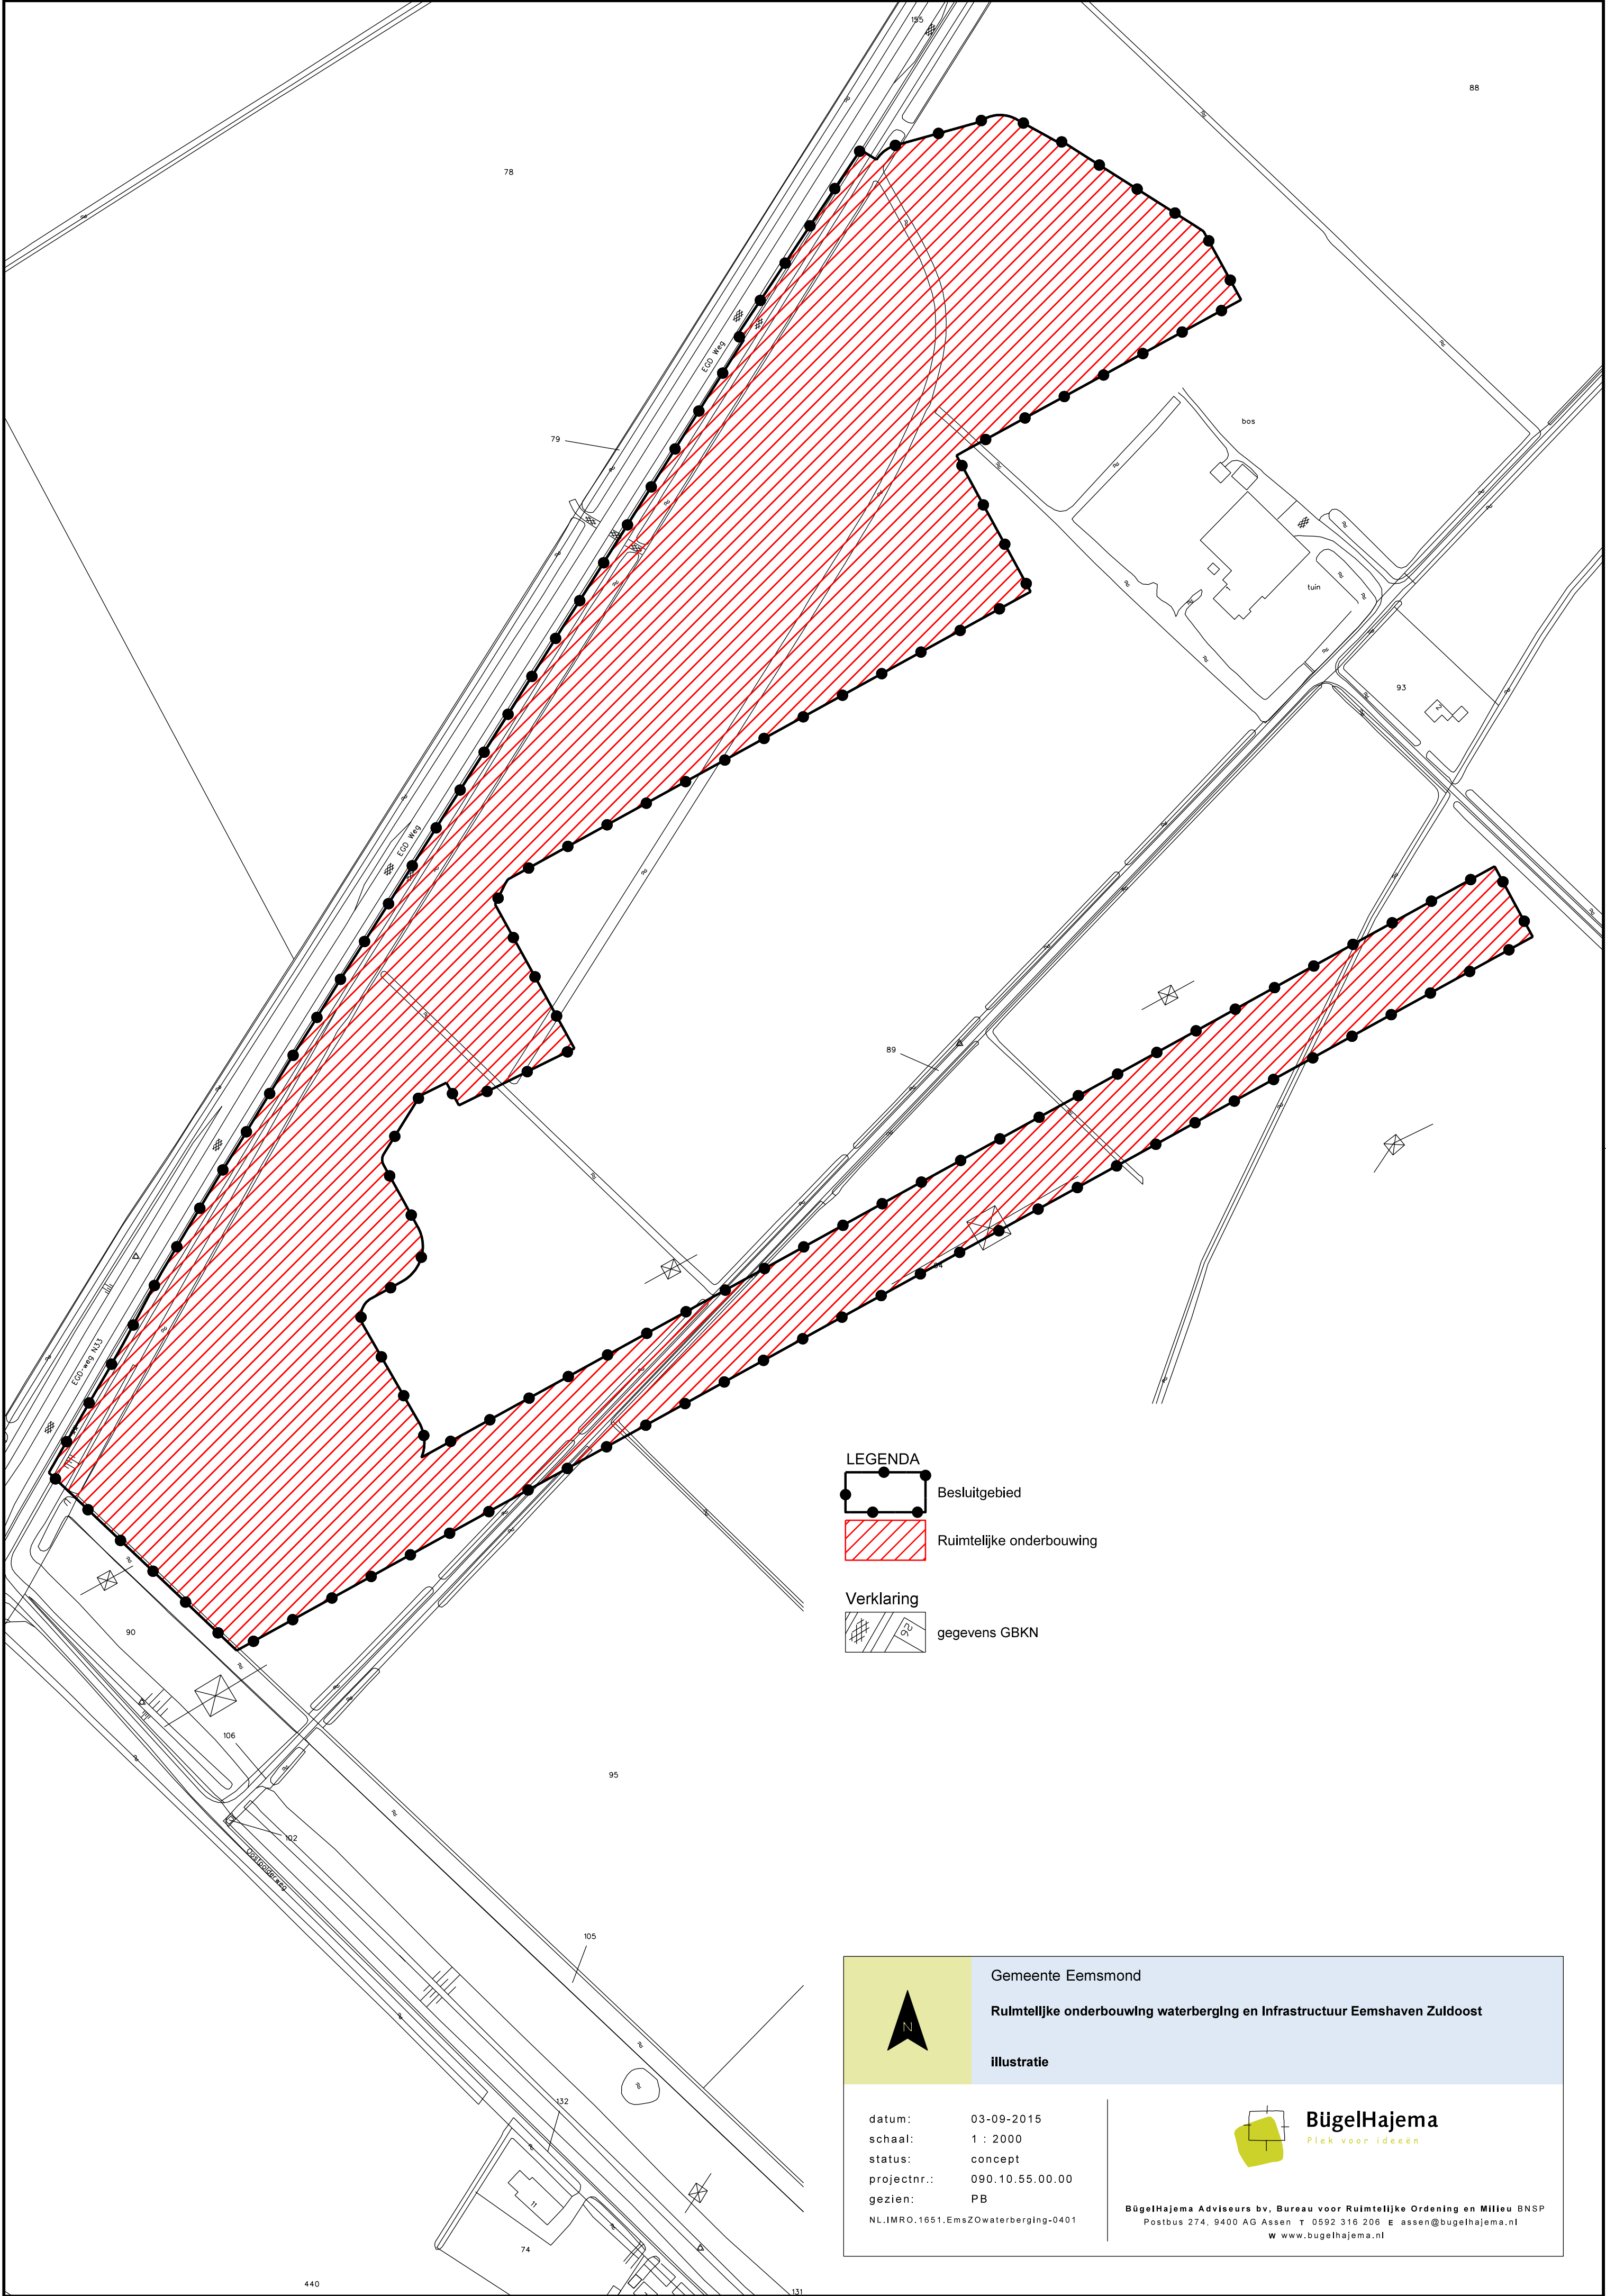 155
88
78
EGD Weg
79
bos
tuin
93
2
EGD Weg
89
94
EGD-weg N33
LEGENDA
Besluitgebied
Ruimtelijke onderbouwing
Verklaring
26
gegevens GBKN
90
106
95
102
Oostpolderweg
105
132
11
74
440
131
N
Gemeente Eemsmond
Ruimtelijke onderbouwing waterberging en Infrastructuur Eemshaven Zuidoost
illustratie
datum: 03-09-2015
schaal: 1 : 2000
status: concept
projectnr.: 090.10.55.00.00
gezien: PB
NL.IMRO.1651.EmsZOwaterberging-0401
BügelHajema
Plek voor ideeën
BügelHajema Adviseurs bv, Bureau voor Ruimtelijke Ordening en Milieu BNSP
Postbus 274, 9400 AG Assen T 0592 316 206 E assen@bugelhajema.nl
W www.bugelhajema.nl